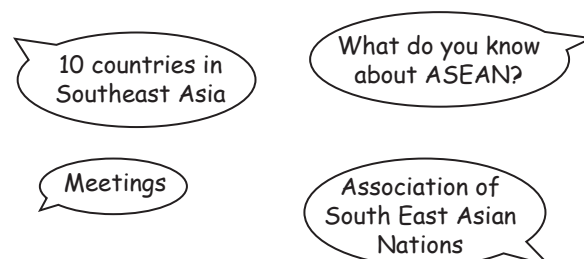 10 countries in
Southeast Asia
What do you know
about ASEAN?
Meetings
Association of
South East Asian
Nations